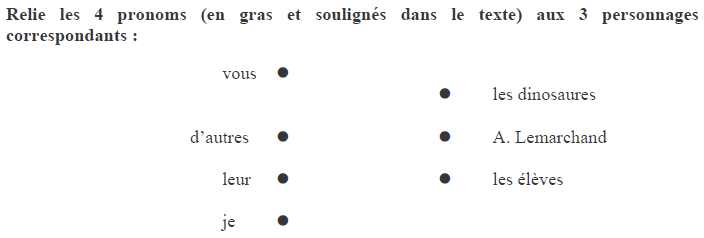 Relie les 4 pronoms (en gras et soulignés dans le texte) aux 3 personnages
correspondants :
vous
les dinosaures
d’autres A. Lemarchand
leur les élèves
je